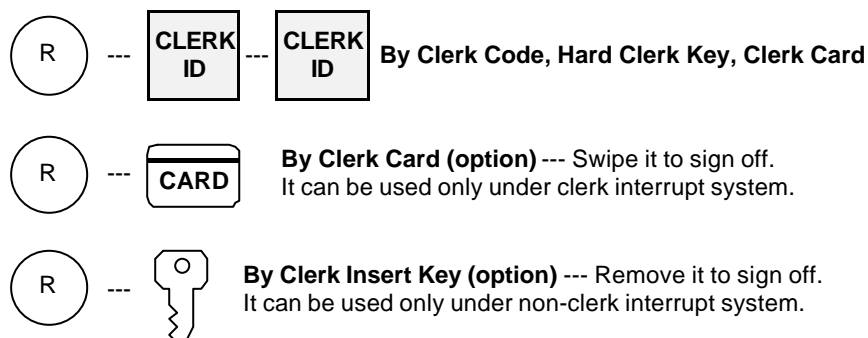 R --- CLERK ID --- CLERK ID By Clerk Code, Hard Clerk Key, Clerk Card
R --- CARD By Clerk Card (option) --- Swipe it to sign off.
It can be used only under clerk interrupt system.
R --- By Clerk Insert Key (option) --- Remove it to sign off.
It can be used only under non-clerk interrupt system.